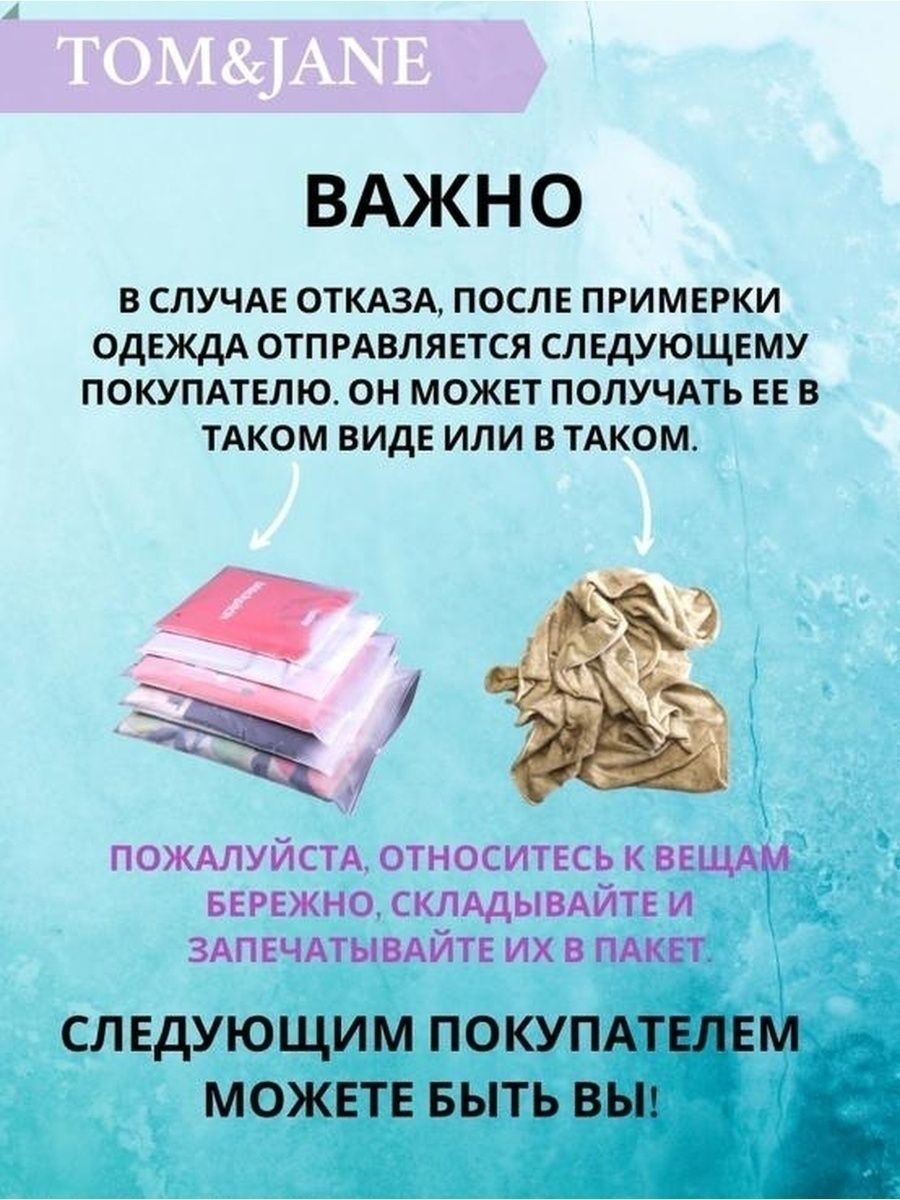 TOM&JANE
ВАЖНО
В СЛУЧАЕ ОТКАЗА, ПОСЛЕ ПРИМЕРКИ
ОДЕЖДА ОТПРАВЛЯЕТСЯ СЛЕДУЮЩЕМУ
ПОКУПАТЕЛЮ. ОН МОЖЕТ ПОЛУЧАТЬ ЕЕ В
ТАКОМ ВИДЕ ИЛИ В ТАКОМ.
ПОЖАЛУЙСТА, ОТНОСИТЕСЬ К ВЕЩАМ
БЕРЕЖНО, СКЛАДЫВАЙТЕ И
ЗАПЕЧАТЫВАЙТЕ ИХ В ПАКЕТ.
СЛЕДУЮЩИМ ПОКУПАТЕЛЕМ
МОЖЕТЕ БЫТЬ ВЫ!